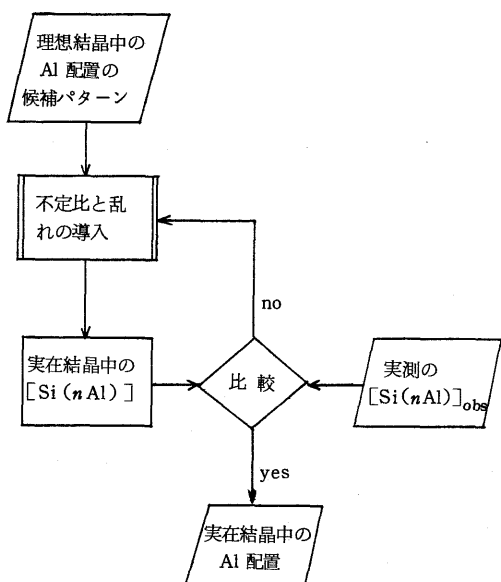 理想結晶中の
Al 配置の
候補パターン
不定比と乱
れの導入
no
実在結晶中の
[Si(nAl)]
比較
実測の
[Si(nAl)]obs
yes
実在結晶中の
Al 配置